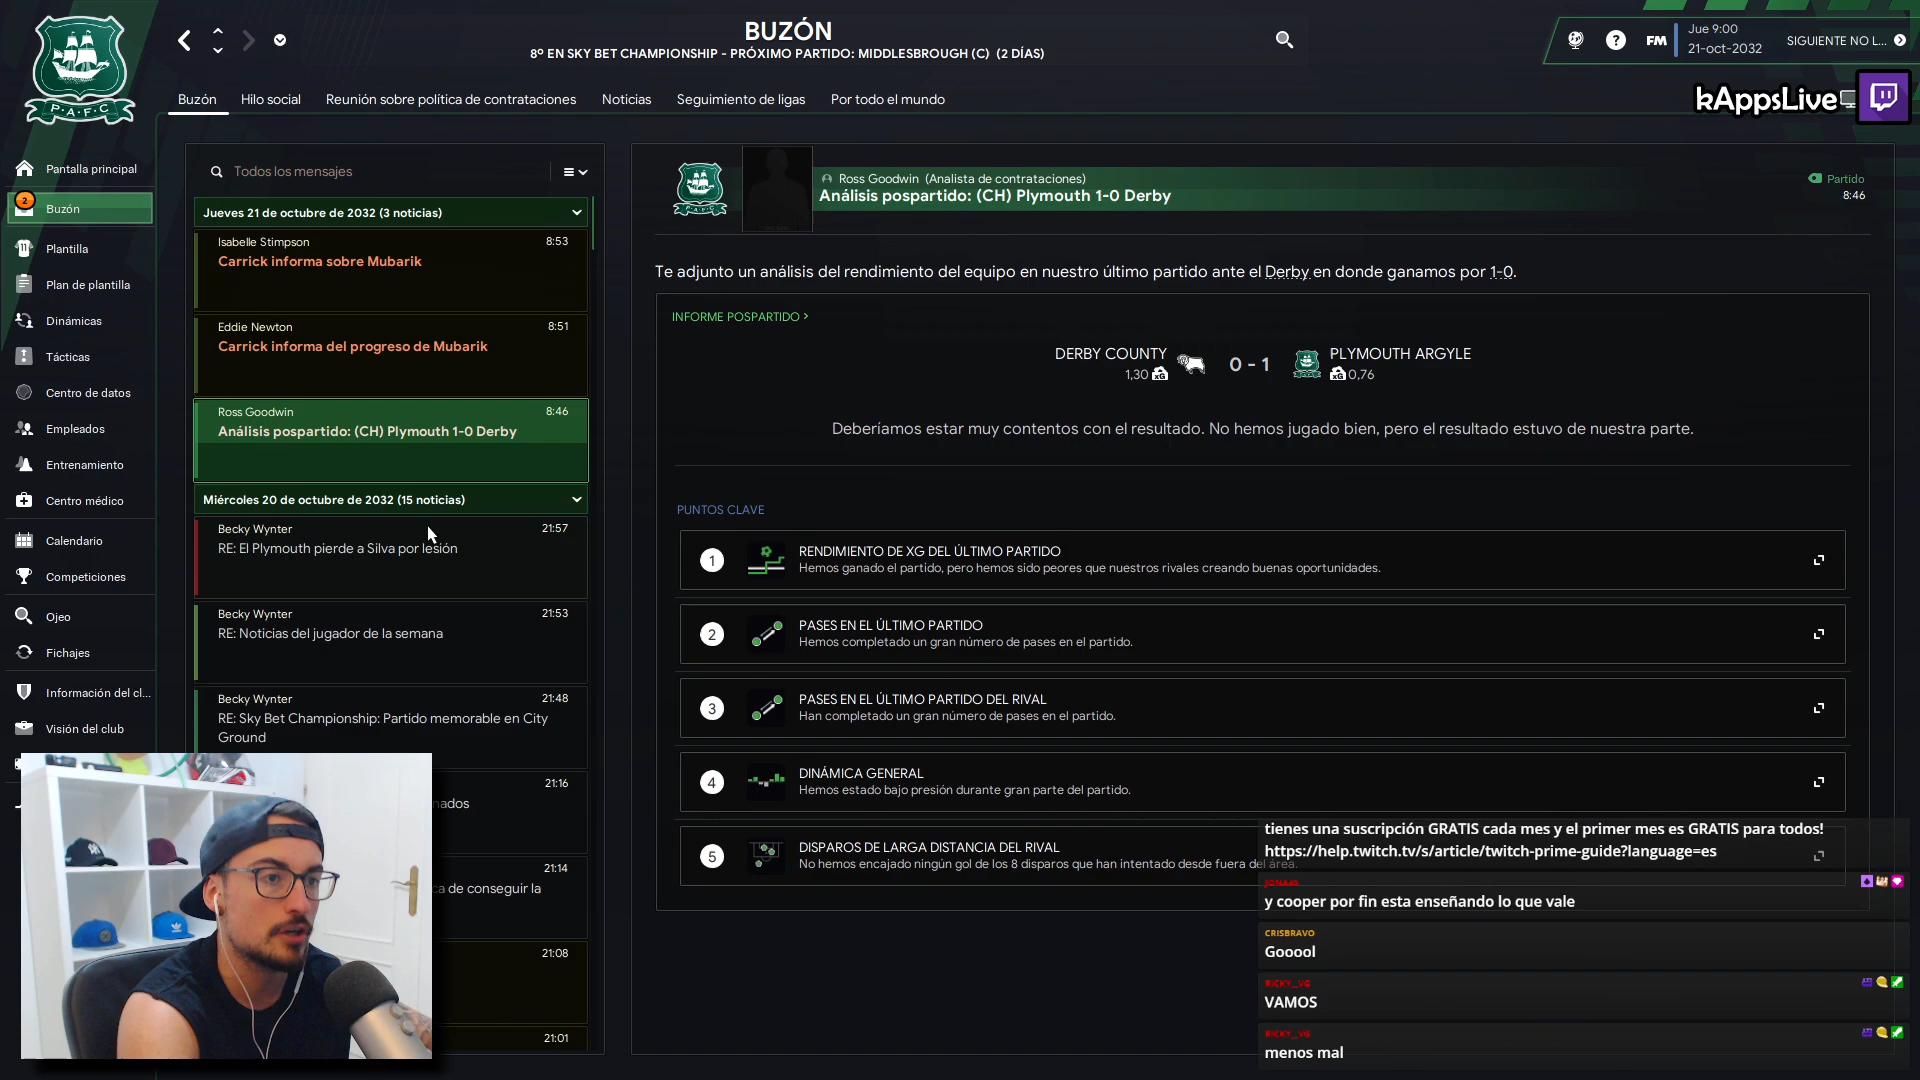 BUZÓN
8º EN SKY BET CHAMPIONSHIP - PRÓXIMO PARTIDO: MIDDLESBROUGH (C) (2 DÍAS)
FM
Jue 9:00
21-oct-2032
SIGUIENTE NO L...
P.A.F.C
Buzón
Hilo social
Reunión sobre política de contrataciones
Noticias
Seguimiento de ligas
Por todo el mundo
kAppsLive
Pantalla principal
2
Buzón
Plantilla
Plan de plantilla
Dinámicas
Tácticas
Centro de datos
Empleados
Entrenamiento
Centro médico
Calendario
Competiciones
Ojeo
Fichajes
Información del cl...
Visión del club
Todos los mensajes
Jueves 21 de octubre de 2032 (3 noticias)
Isabelle Stimpson
8:53
Carrick informa sobre Mubarik
Eddie Newton
8:51
Carrick informa del progreso de Mubarik
Ross Goodwin
8:46
Análisis pospartido: (CH) Plymouth 1-0 Derby
Miércoles 20 de octubre de 2032 (15 noticias)
Becky Wynter
21:57
RE: El Plymouth pierde a Silva por lesión
Becky Wynter
21:53
RE: Noticias del jugador de la semana
Becky Wynter
21:48
RE: Sky Bet Championship: Partido memorable en City
Ground
21:16
nados
21:14
ca de conseguir la
21:08
21:01
Ross Goodwin (Analista de contrataciones)
Análisis pospartido: (CH) Plymouth 1-0 Derby
Partido
8:46
Te adjunto un análisis del rendimiento del equipo en nuestro último partido ante el Derby en donde ganamos por 1-0.
INFORME POSPARTIDO >
DERBY COUNTY
1,30 xG
0 - 1
PLYMOUTH ARGYLE
xG 0,76
Deberíamos estar muy contentos con el resultado. No hemos jugado bien, pero el resultado estuvo de nuestra parte.
PUNTOS CLAVE
1
RENDIMIENTO DE XG DEL ÚLTIMO PARTIDO
Hemos ganado el partido, pero hemos sido peores que nuestros rivales creando buenas oportunidades.
2
PASES EN EL ÚLTIMO PARTIDO
Hemos completado un gran número de pases en el partido.
3
PASES EN EL ÚLTIMO PARTIDO DEL RIVAL
Han completado un gran número de pases en el partido.
4
DINÁMICA GENERAL
Hemos estado bajo presión durante gran parte del partido.
5
DISPAROS DE LARGA DISTANCIA DEL RIVAL
No hemos encajado ningún gol de los 8 disparos que han intentado desde fuera del área.
tienes una suscripción GRATIS cada mes y el primer mes es GRATIS para todos!
https://help.twitch.tv/s/article/twitch-prime-guide?language=es
y cooper por fin esta enseñando lo que vale
CRISBRAVO
Gooool
RICKY_VG
VAMOS
RICKY_VG
menos mal